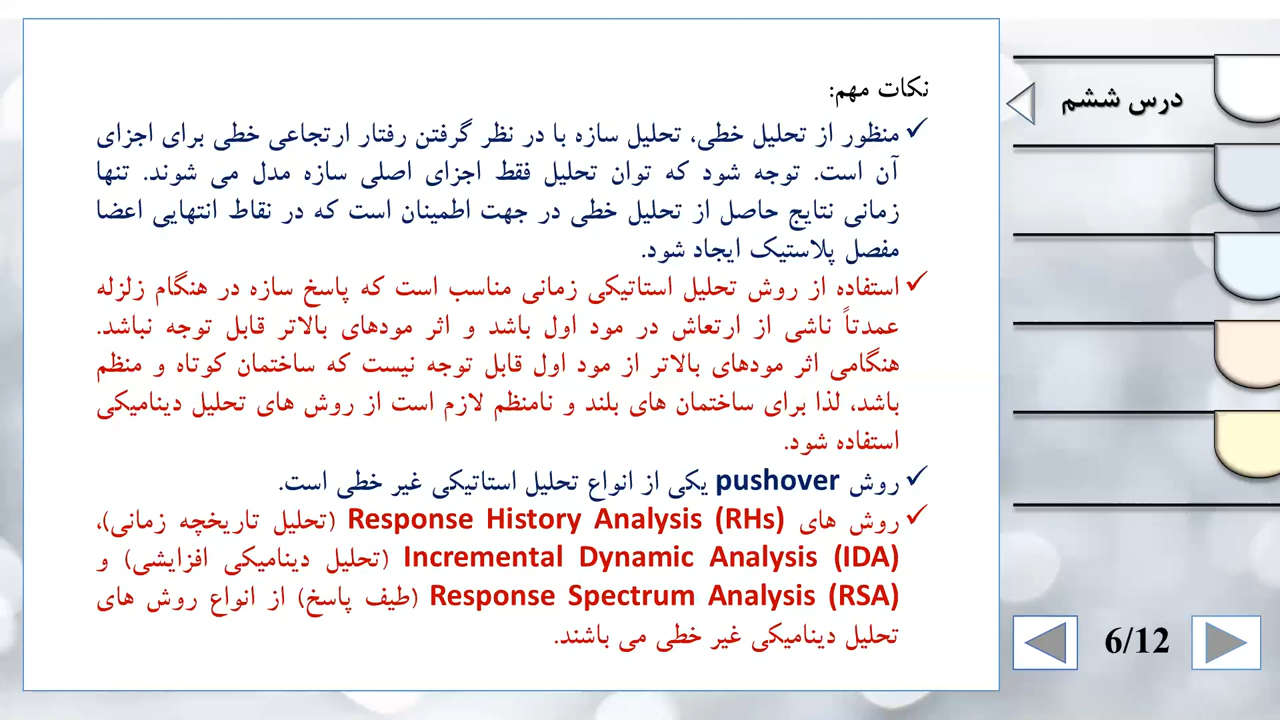 نکات مهم:
✓ منظور از تحلیل خطی، تحلیل سازه با در نظر گرفتن رفتار ارتجاعی خطی برای اجزای
آن است. توجه شود که توان تحلیل فقط اجزای اصلی سازه مدل می شوند. تنها
زمانی نتایج حاصل از تحلیل خطی در جهت اطمینان است که در نقاط انتهایی اعضا
مفصل پلاستیک ایجاد شود.
✓ استفاده از روش تحلیل استاتیکی زمانی مناسب است که پاسخ سازه در هنگام زلزله
عمدتاً ناشی از ارتعاش در مود اول باشد و اثر مودهای بالاتر قابل توجه نباشد.
هنگامی اثر مودهای بالاتر از مود اول قابل توجه نیست که ساختمان کوتاه و منظم
باشد، لذا برای ساختمان های بلند و نامنظم لازم است از روش های تحلیل دینامیکی
استفاده شود.
✓ روش pushover یکی از انواع تحلیل استاتیکی غیر خطی است.
✓ روش های Response History Analysis (RHs) (تحلیل تاریخچه زمانی)،
Incremental Dynamic Analysis (IDA) (تحلیل دینامیکی افزایشی) و
Response Spectrum Analysis (RSA) (طیف پاسخ) از انواع روش های
تحلیل دینامیکی غیر خطی می باشند.
درس ششم
6/12